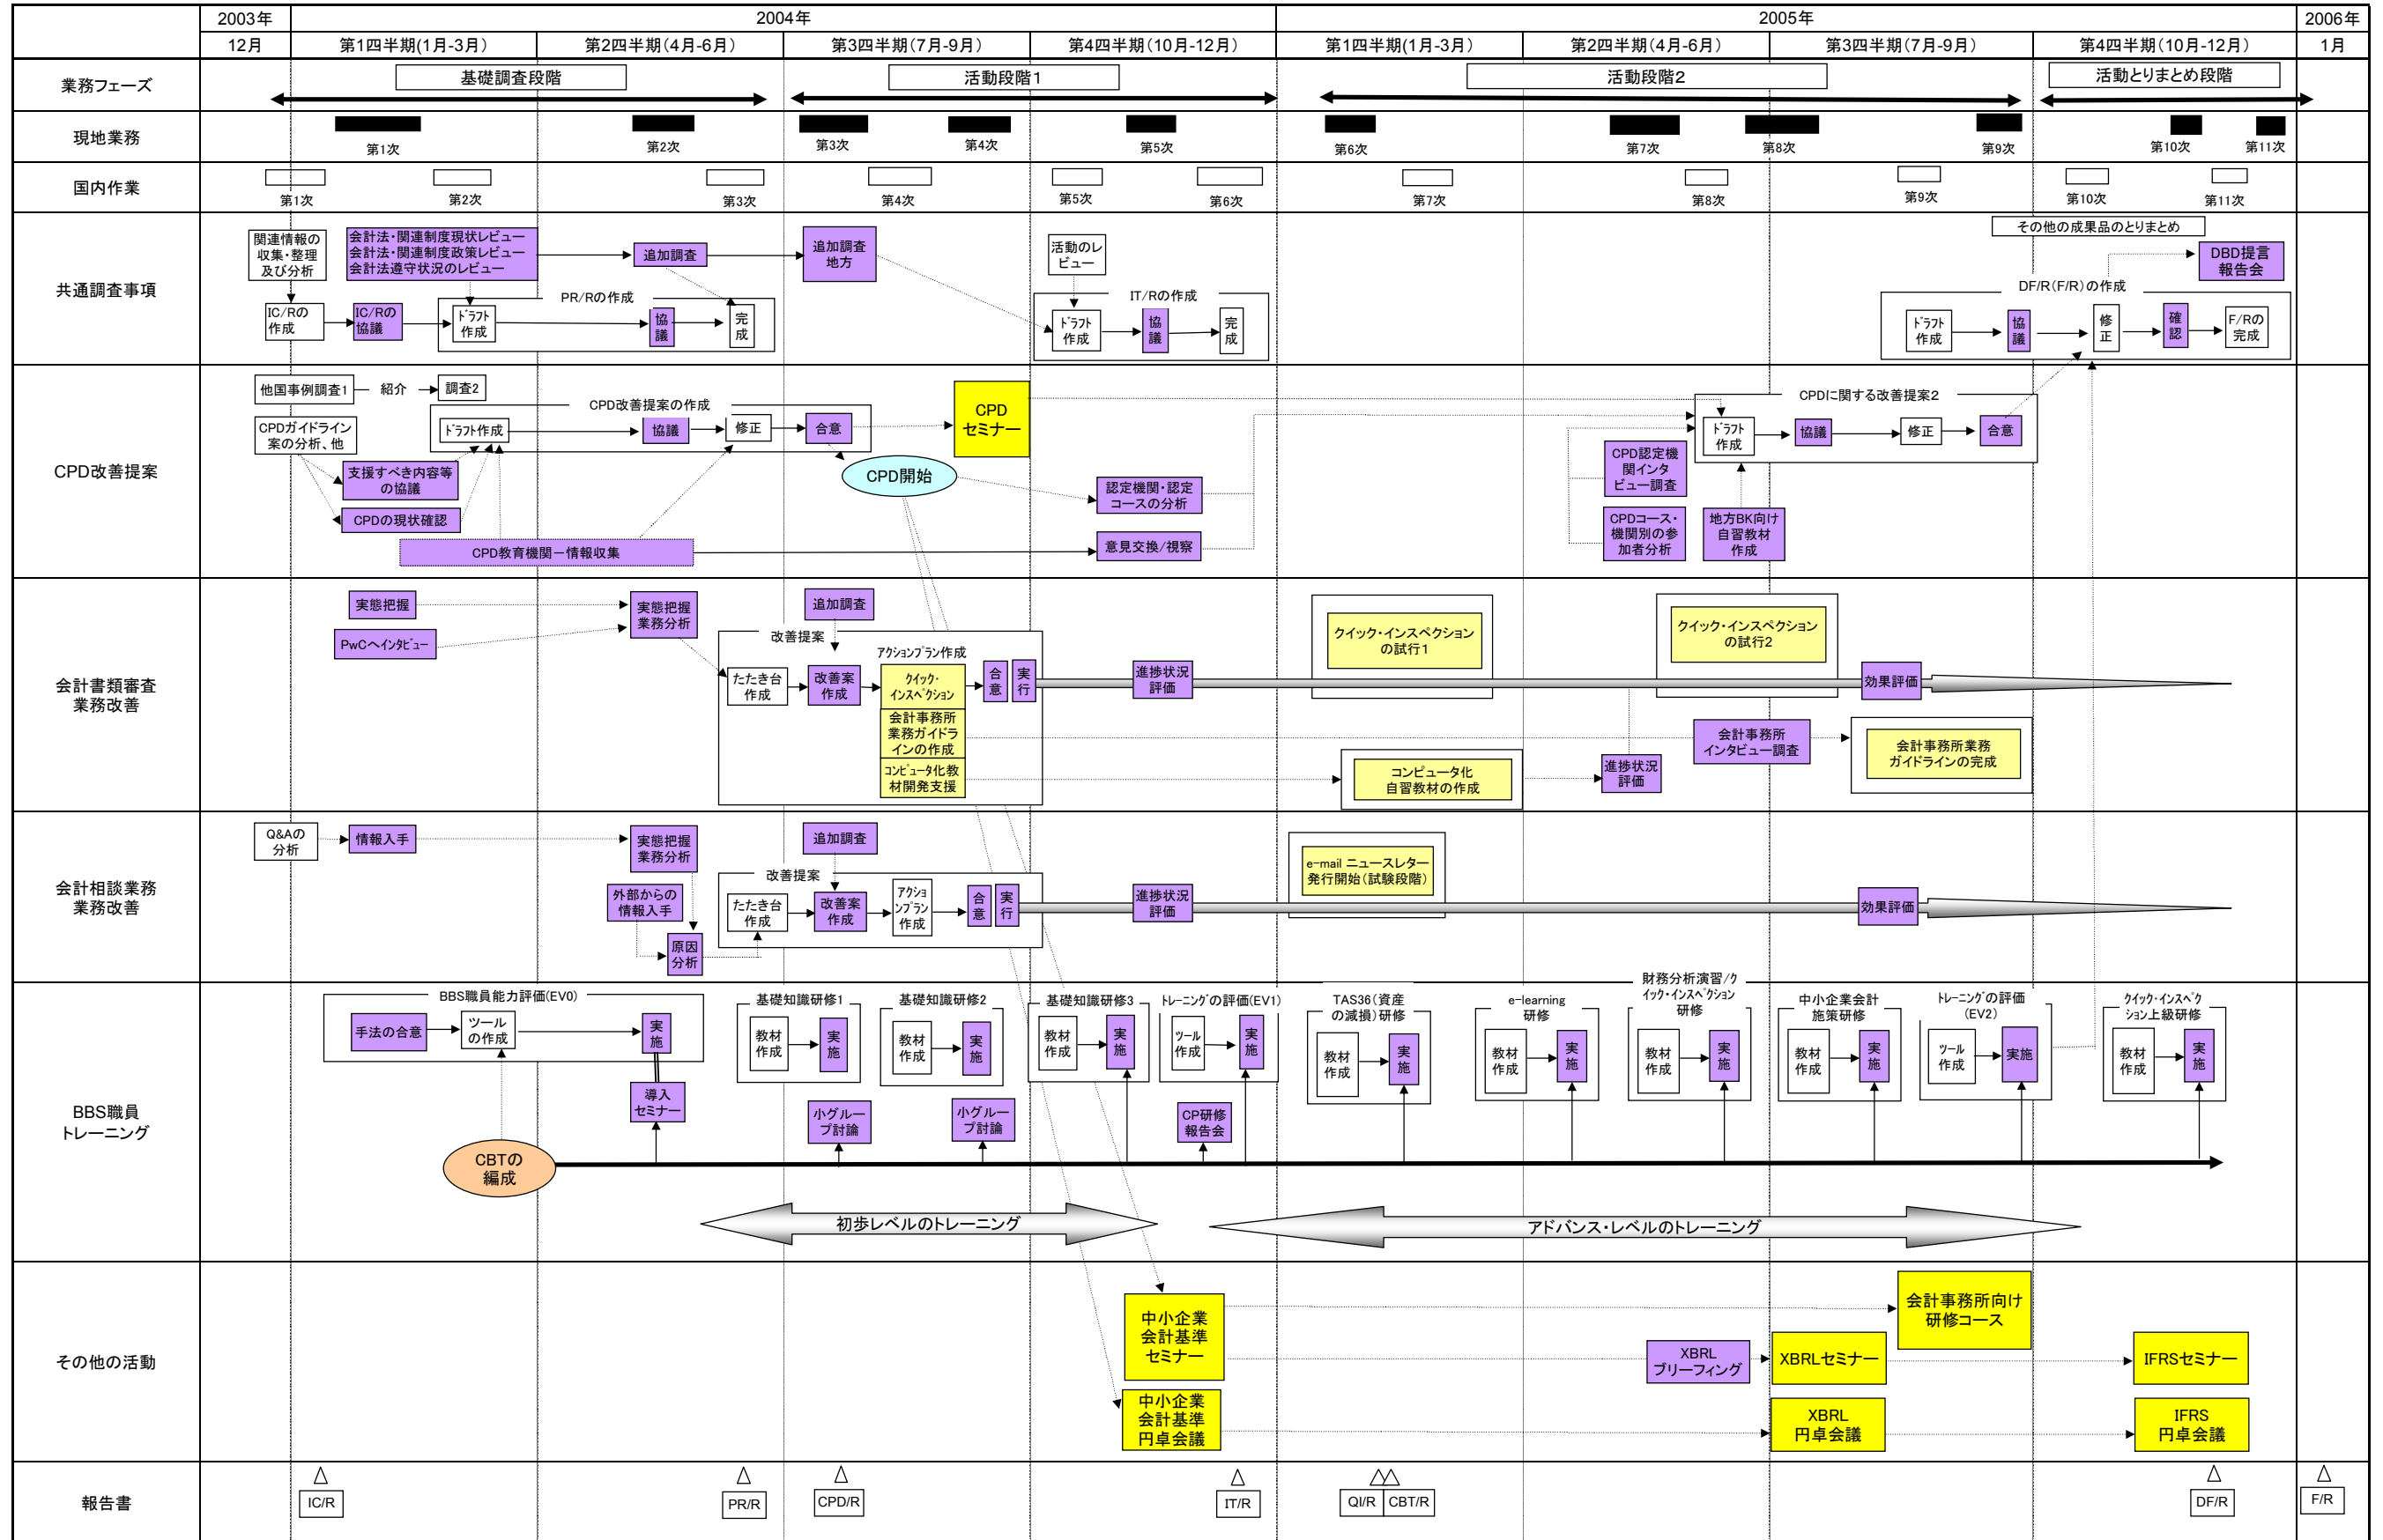 2003年
2004年
2005年
2006年
12月
第1四半期(1月-3月)
第2四半期(4月-6月)
第3四半期(7月-9月)
第4四半期(10月-12月)
第1四半期(1月-3月)
第2四半期(4月-6月)
第3四半期(7月-9月)
第4四半期(10月-12月)
1月
業務フェーズ
基礎調査段階
活動段階1
活動段階2
活動とりまとめ段階
現地業務
第1次
第2次
第3次
第4次
第5次
第6次
第7次
第8次
第9次
第10次
第11次
国内作業
第1次
第2次
第3次
第4次
第5次
第6次
第7次
第8次
第9次
第10次
第11次
共通調査事項
関連情報の
収集・整理
及び分析
会計法・関連制度現状レビュー
会計法・関連制度政策レビュー
会計法遵守状況のレビュー
追加調査
追加調査
地方
活動のレ
ビュー
その他の成果品のとりまとめ
DBD提言
報告会
IC/Rの
作成
IC/Rの
協議
PR/Rの作成
ドラフト
作成
協
議
完
成
IT/Rの作成
ドラフト
作成
協
議
完
成
DF/R(F/R)の作成
ドラフト
作成
協
議
修
正
確
認
F/Rの
完成
CPD改善提案
他国事例調査1
紹介
調査2
CPDガイドライン
案の分析、他
CPD改善提案の作成
ドラフト作成
協議
修正
合意
CPD
セミナー
CPD開始
支援すべき内容等
の協議
CPDの現状確認
CPD教育機関－情報収集
認定機関・認定
コースの分析
意見交換/視察
CPD認定機
関インタ
ビュー調査
CPDコース・
機関別の参
加者分析
地方BK向け
自習教材
作成
CPDに関する改善提案2
ドラフト
作成
協議
修正
合意
会計書類審査
業務改善
実態把握
PwCへインタビュー
実態把握
業務分析
追加調査
改善提案
たたき台
作成
改善案
作成
アクションプラン作成
クイック・
インスペクション
会計事務所
業務ガイドラ
インの作成
コンピュータ化教
材開発支援
合
意
実
行
進捗状況
評価
クイック・インスペクション
の試行1
クイック・インスペクション
の試行2
効果評価
コンピュータ化
自習教材の作成
進捗状況
評価
会計事務所
インタビュー調査
会計事務所業務
ガイドラインの完成
会計相談業務
業務改善
Q&Aの
分析
情報入手
実態把握
業務分析
外部からの
情報入手
原因
分析
追加調査
改善提案
たたき台
作成
改善案
作成
アクショ
ンプラン
作成
合
意
実
行
進捗状況
評価
e-mail ニュースレター
発行開始(試験段階)
効果評価
BBS職員
トレーニング
BBS職員能力評価(EV0)
手法の合意
ツール
の作成
実
施
導入
セミナー
CBTの
編成
基礎知識研修1
教材
作成
実
施
小グルー
プ討論
基礎知識研修2
教材
作成
実
施
小グルー
プ討論
基礎知識研修3
教材
作成
実
施
トレーニングの評価(EV1)
ツール
作成
実
施
CP研修
報告会
TAS36(資産
の減損)研修
教材
作成
実
施
e-learning
研修
教材
作成
実
施
財務分析演習/ク
イック・インスペクション
研修
教材
作成
実
施
中小企業会計
施策研修
教材
作成
実
施
トレーニングの評価
(EV2)
ツール
作成
実施
クイック・インスペク
ション上級研修
教材
作成
実
施
初歩レベルのトレーニング
アドバンス・レベルのトレーニング
その他の活動
中小企業
会計基準
セミナー
中小企業
会計基準
円卓会議
XBRL
ブリーフィング
XBRLセミナー
XBRL
円卓会議
会計事務所向け
研修コース
IFRSセミナー
IFRS
円卓会議
報告書
IC/R
PR/R
CPD/R
IT/R
QI/R
CBT/R
DF/R
F/R